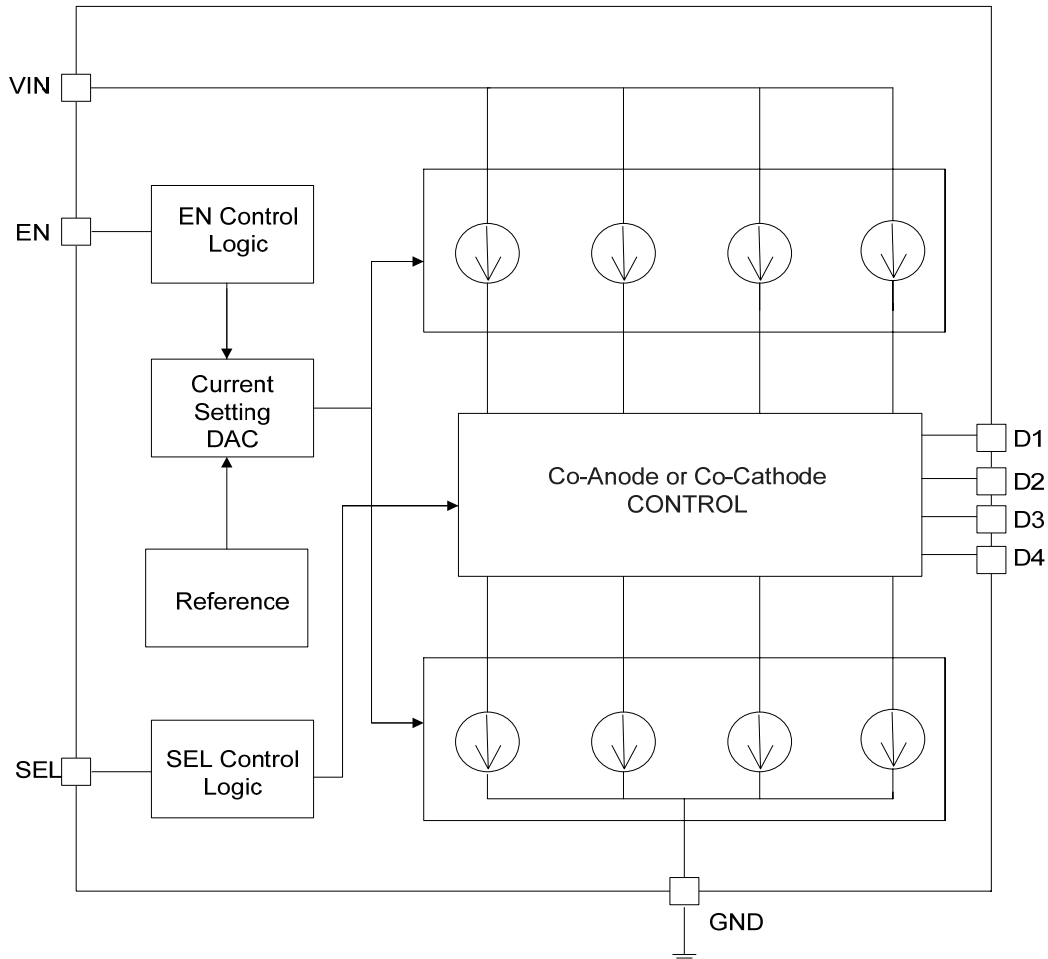 VIN
EN
EN Control
Logic
Current
Setting
DAC
Co-Anode or Co-Cathode
CONTROL
D1
D2
D3
D4
Reference
SEL
SEL Control
Logic
GND